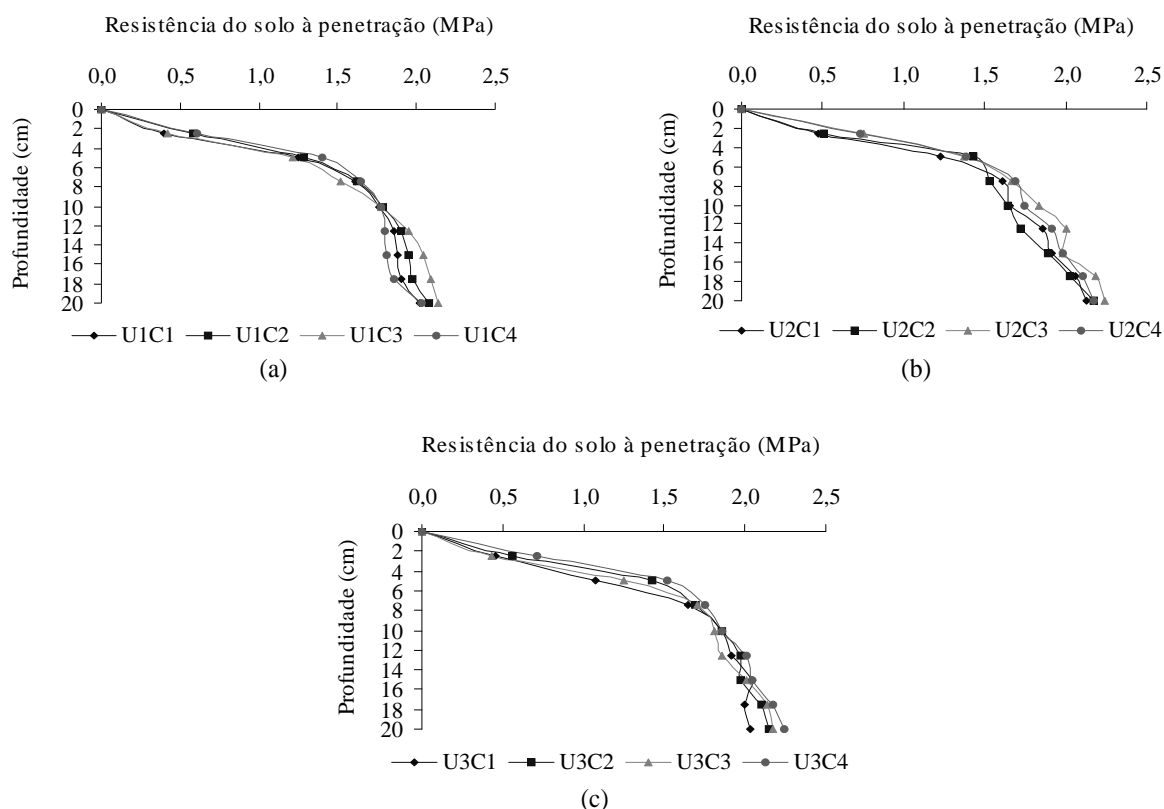 Resistência do solo à penetração (MPa)
0,0 0,5 1,0 1,5 2,0 2,5
Profundidade (cm)
0
2
4
6
8
10
12
14
16
18
20
U1C1 U1C2 U1C3 U1C4
(a)
Resistência do solo à penetração (MPa)
0,0 0,5 1,0 1,5 2,0 2,5
Profundidade (cm)
0
2
4
6
8
10
12
14
16
18
20
U2C1 U2C2 U2C3 U2C4
(b)
Resistência do solo à penetração (MPa)
0,0 0,5 1,0 1,5 2,0 2,5
Profundidade (cm)
0
2
4
6
8
10
12
14
16
18
20
U3C1 U3C2 U3C3 U3C4
(c)